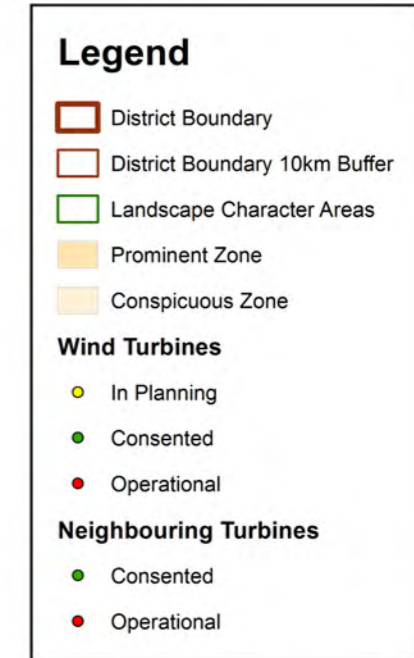 Legend
District Boundary
District Boundary 10km Buffer
Landscape Character Areas
Prominent Zone
Conspicuous Zone
Wind Turbines
In Planning
Consented
Operational
Neighbouring Turbines
Consented
Operational